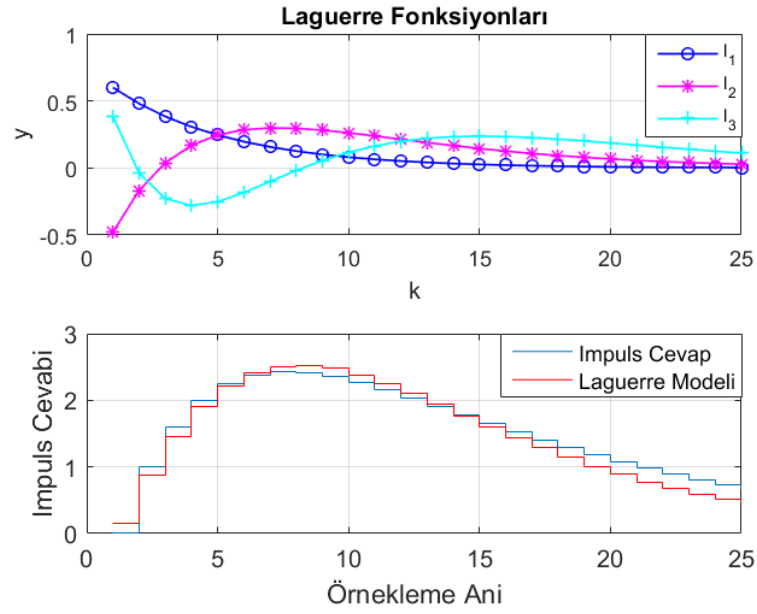 Laguerre Fonksiyonları
1
0.5
0
-0.5
y
l1
l2
l3
0 5 10 15 20 25
k
3
2
1
0
Impuls Cevabi
Impuls Cevap
Laguerre Modeli
0 5 10 15 20 25
Örnekleme Ani